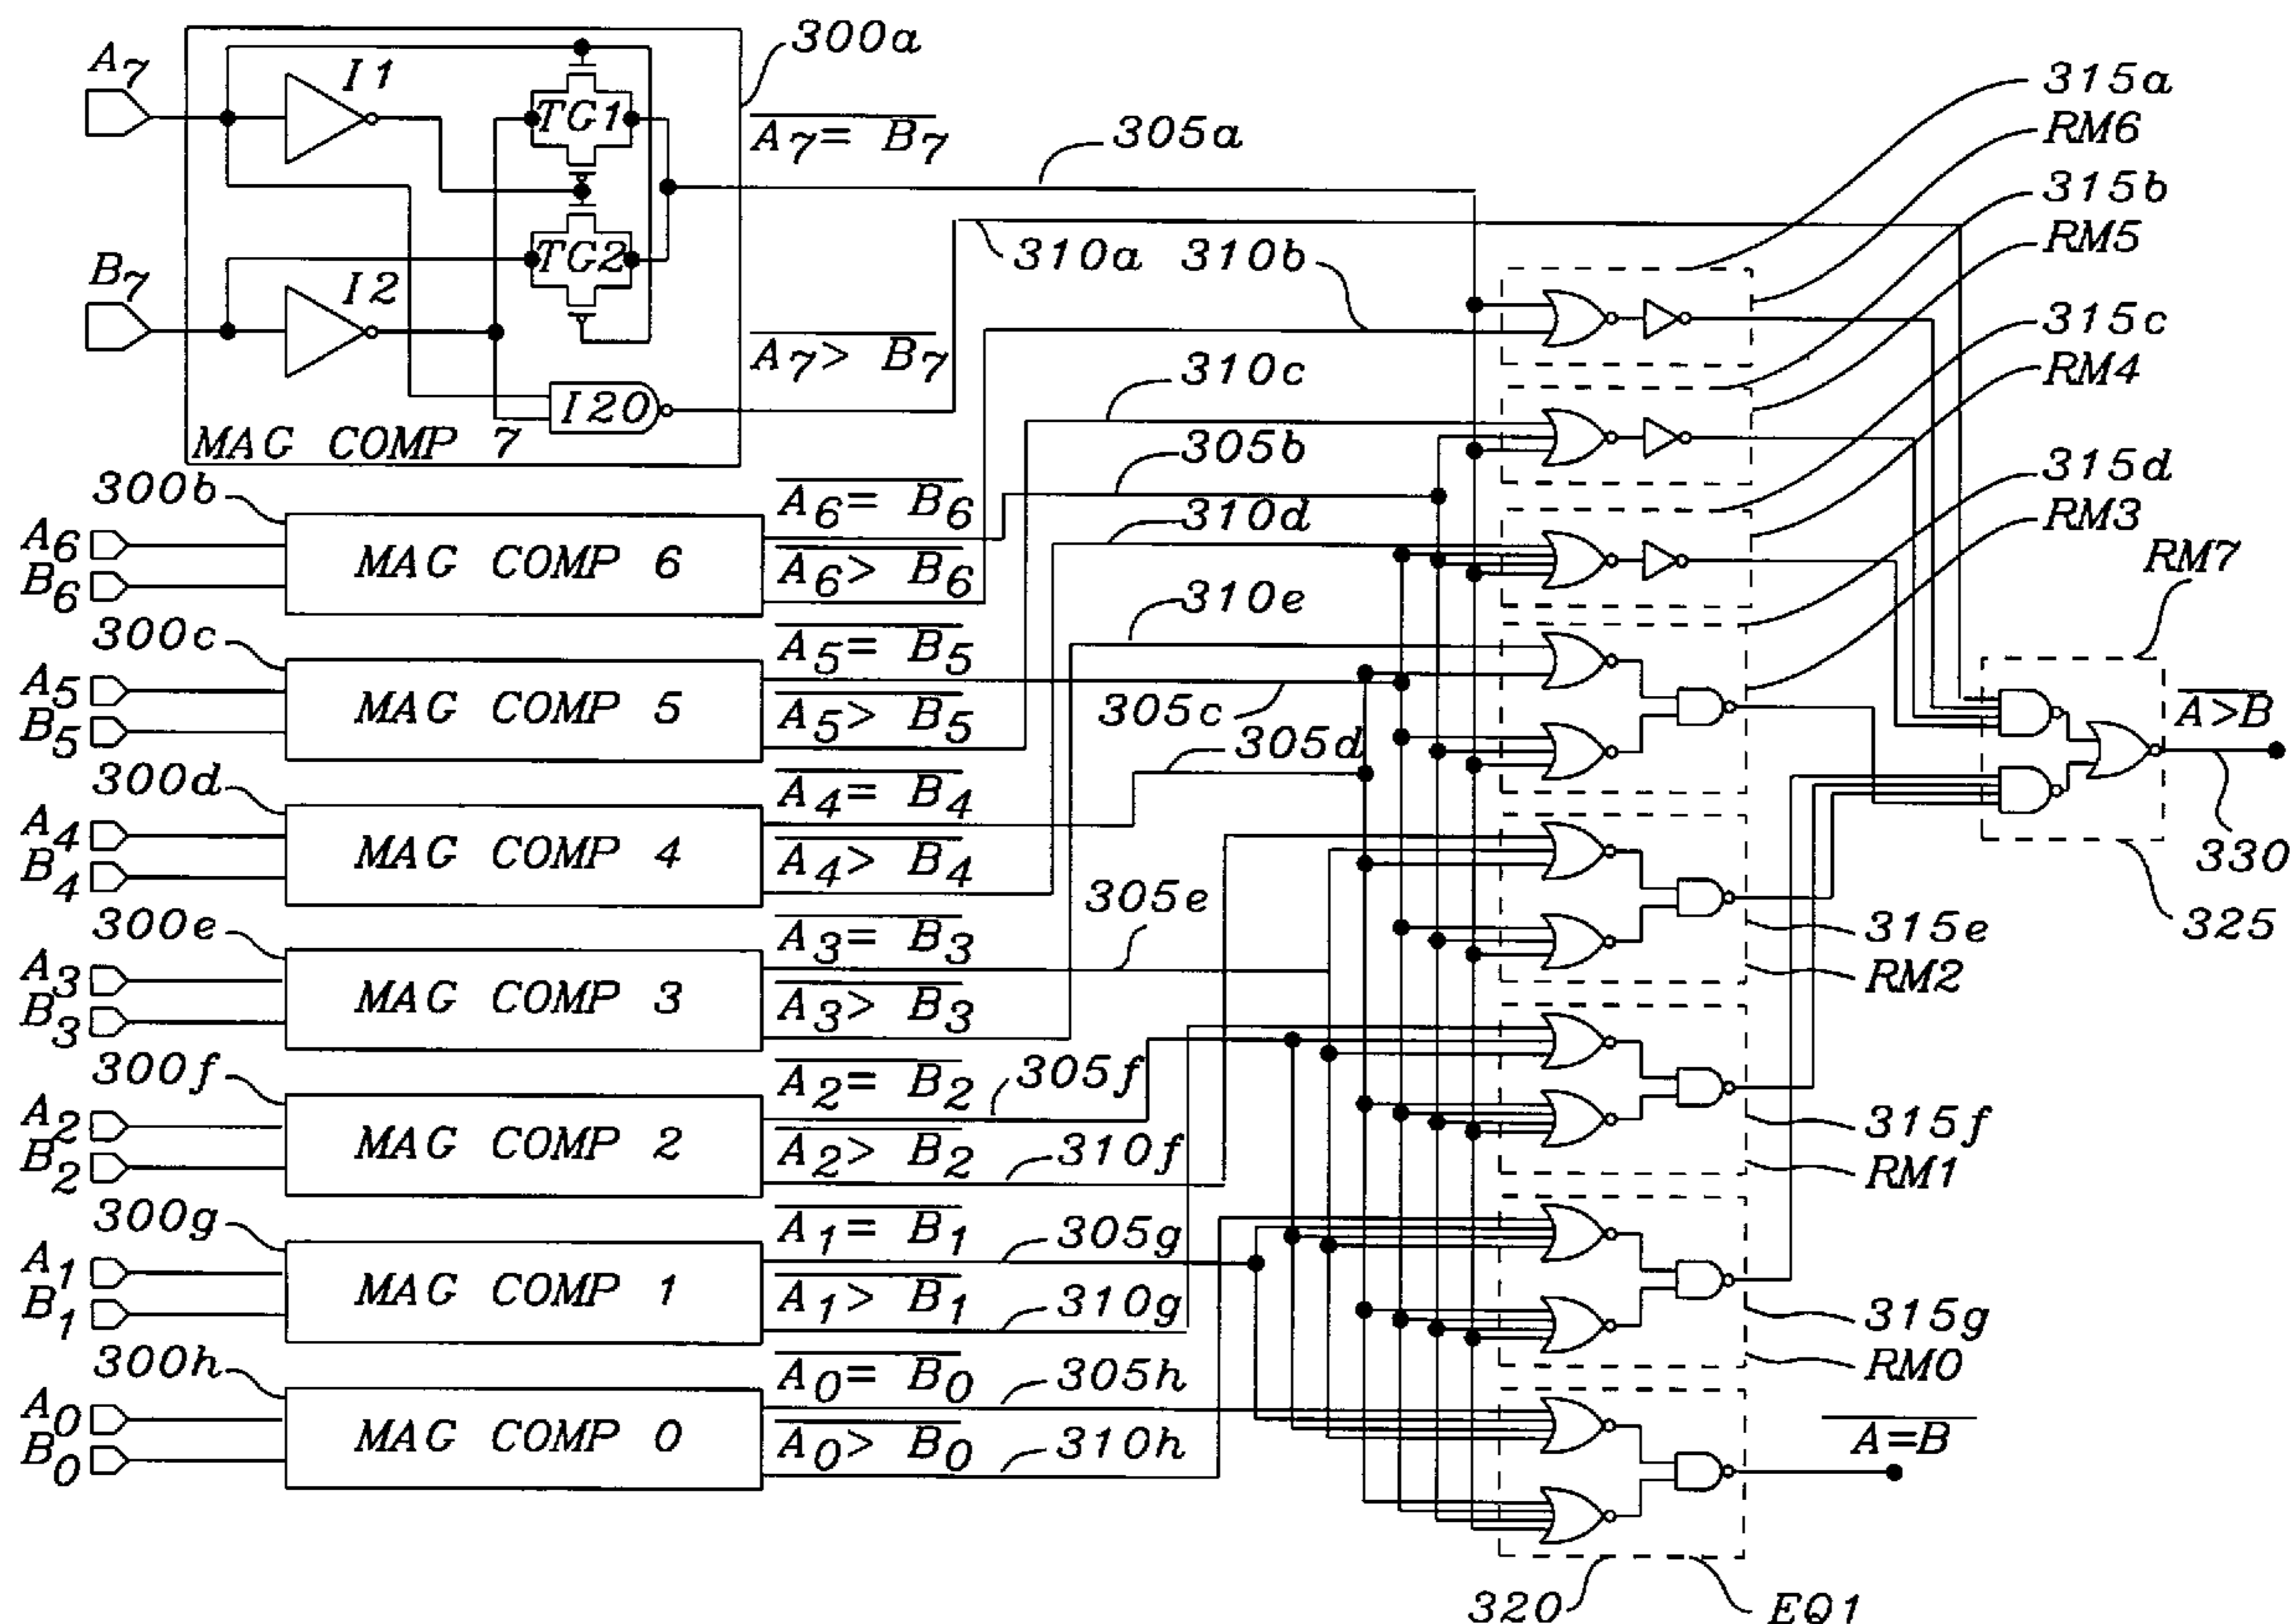 300a
A7
I1
TG1
A7= B7
305a
315a
RM6
315b
RM5
B7
I2
TG2
310a 310b
A7> B7
315c
RM4
310c
I20
MAG COMP 7
305b
315d
RM3
300b
A6
B6
MAG COMP 6
A6= B6
A6> B6
310d
310e
RM7
300c
A5
B5
MAG COMP 5
A5= B5
A5> B5
305c
305d
A>B
300d
A4
B4
MAG COMP 4
A4= B4
A4> B4
305e
330
325
300e
A3
B3
MAG COMP 3
A3= B3
A3> B3
315e
RM2
300f
A2
B2
MAG COMP 2
A2= B2
A2> B2
305f
310f
315f
RM1
300g
A1
B1
MAG COMP 1
A1= B1
A1> B1
305g
310g
315g
RM0
300h
A0
B0
MAG COMP 0
A0= B0
A0> B0
305h
310h
A=B
320
EQ1